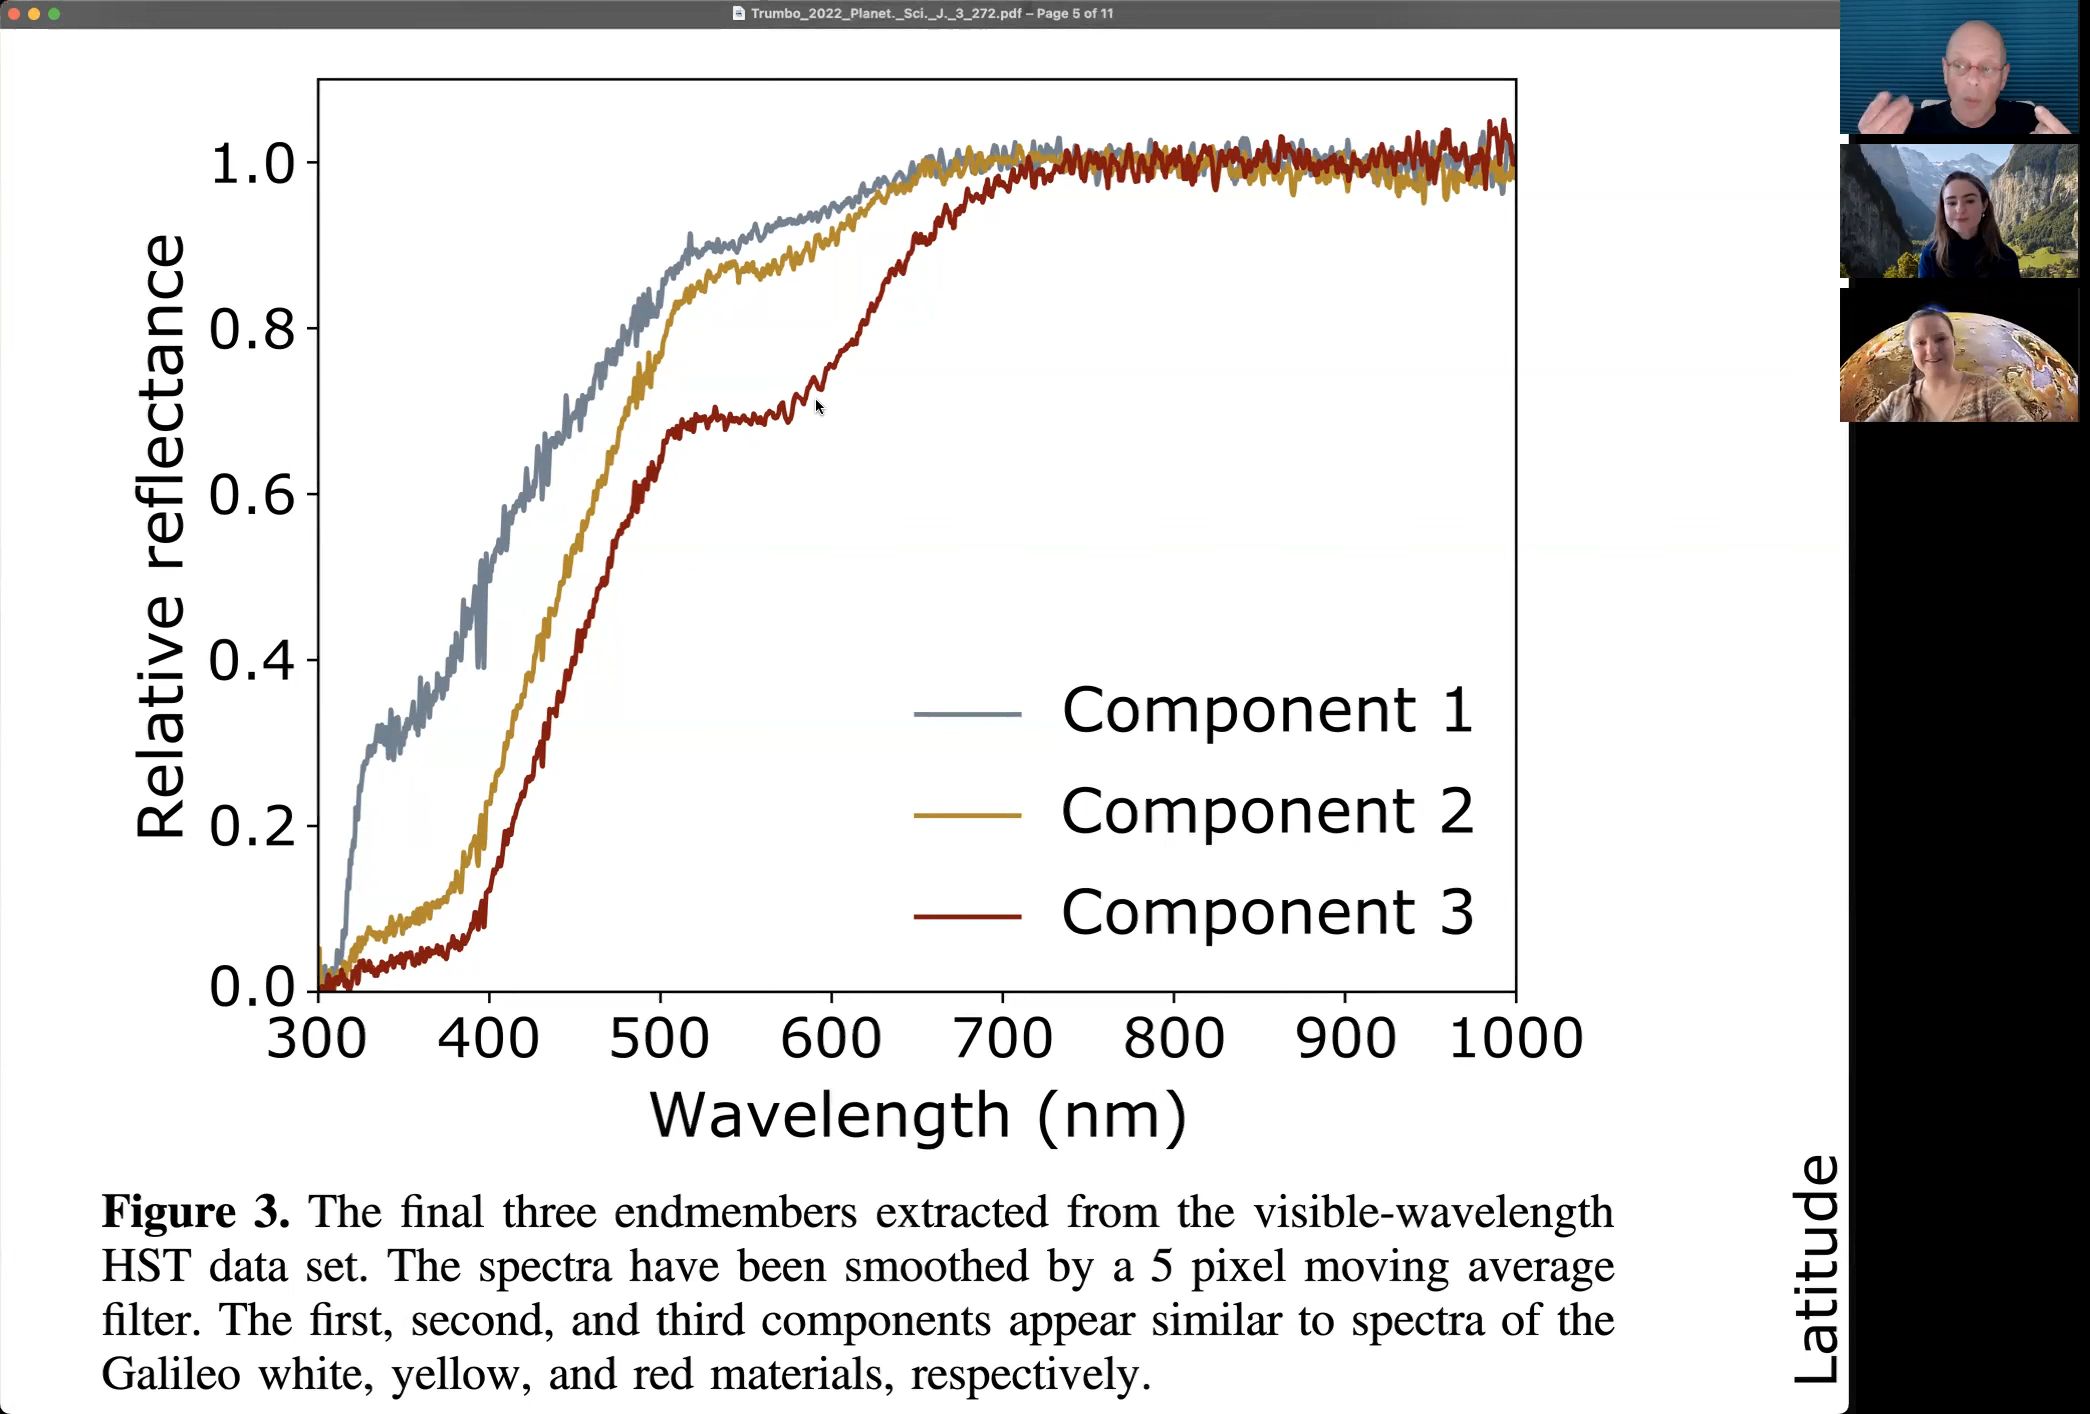 Trumbo_2022_Planet._Sci._J._3_272.pdf – Page 5 of 11
Relative reflectance
1.0
0.8
0.6
0.4
0.2
0.0
Component 1
Component 2
Component 3
300 400 500 600 700 800 900 1000
Wavelength (nm)
Figure 3. The final three endmembers extracted from the visible-wavelength
HST data set. The spectra have been smoothed by a 5 pixel moving average
filter. The first, second, and third components appear similar to spectra of the
Galileo white, yellow, and red materials, respectively.
Latitude